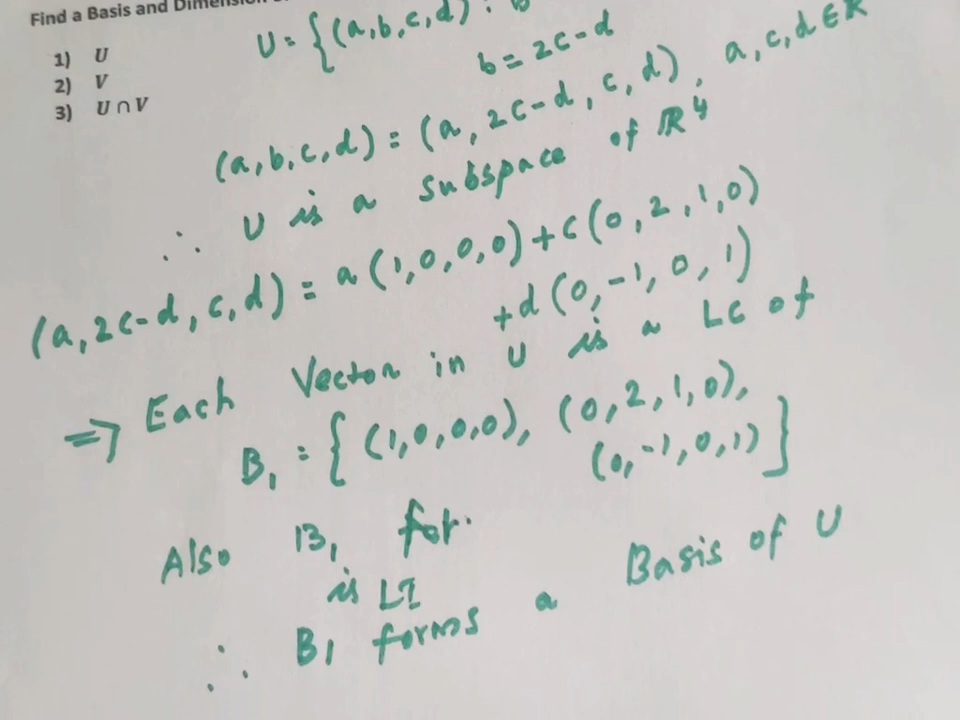 Find a Basis and Dimension
1) U
2) V
3) U ∩ V
U = {(a,b,c,d) :
b = 2c-d
(a,b,c,d) = (a, 2c-d, c, d), a,c,d ∈ R
∴ U is a subspace of ℝ⁴
(a,2c-d,c,d) = a(1,0,0,0)+c(0,2,1,0)
+d(0,-1,0,1)
⇒ Each Vector in U is a LC of
B₁ = {(1,0,0,0), (0,2,1,0),
(0,-1,0,1)}
Also B₁ for
is LI
∴ B₁ forms a Basis of U